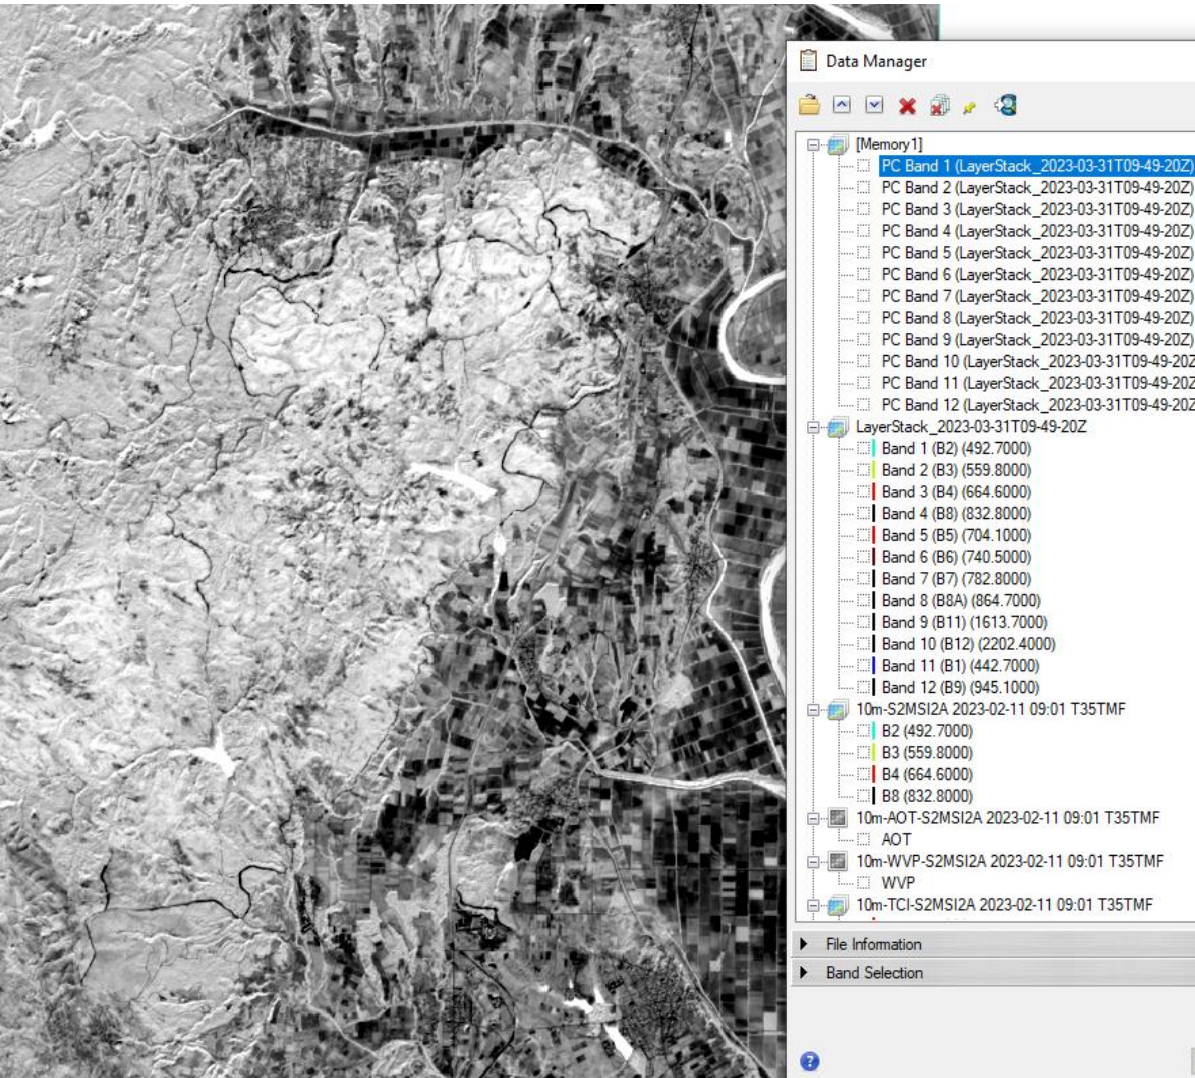 Data Manager
[Memory1]
PC Band 1 (LayerStack_2023-03-31T09-49-20Z)
PC Band 2 (LayerStack_2023-03-31T09-49-20Z)
PC Band 3 (LayerStack_2023-03-31T09-49-20Z)
PC Band 4 (LayerStack_2023-03-31T09-49-20Z)
PC Band 5 (LayerStack_2023-03-31T09-49-20Z)
PC Band 6 (LayerStack_2023-03-31T09-49-20Z)
PC Band 7 (LayerStack_2023-03-31T09-49-20Z)
PC Band 8 (LayerStack_2023-03-31T09-49-20Z)
PC Band 9 (LayerStack_2023-03-31T09-49-20Z)
PC Band 10 (LayerStack_2023-03-31T09-49-20Z
PC Band 11 (LayerStack_2023-03-31T09-49-20Z
PC Band 12 (LayerStack_2023-03-31T09-49-20Z
LayerStack_2023-03-31T09-49-20Z
Band 1 (B2) (492.7000)
Band 2 (B3) (559.8000)
Band 3 (B4) (664.6000)
Band 4 (B8) (832.8000)
Band 5 (B5) (704.1000)
Band 6 (B6) (740.5000)
Band 7 (B7) (782.8000)
Band 8 (B8A) (864.7000)
Band 9 (B11) (1613.7000)
Band 10 (B12) (2202.4000)
Band 11 (B1) (442.7000)
Band 12 (B9) (945.1000)
10m-S2MSI2A 2023-02-11 09:01 T35TMF
B2 (492.7000)
B3 (559.8000)
B4 (664.6000)
B8 (832.8000)
10m-AOT-S2MSI2A 2023-02-11 09:01 T35TMF
AOT
10m-WVP-S2MSI2A 2023-02-11 09:01 T35TMF
WVP
10m-TCI-S2MSI2A 2023-02-11 09:01 T35TMF
File Information
Band Selection